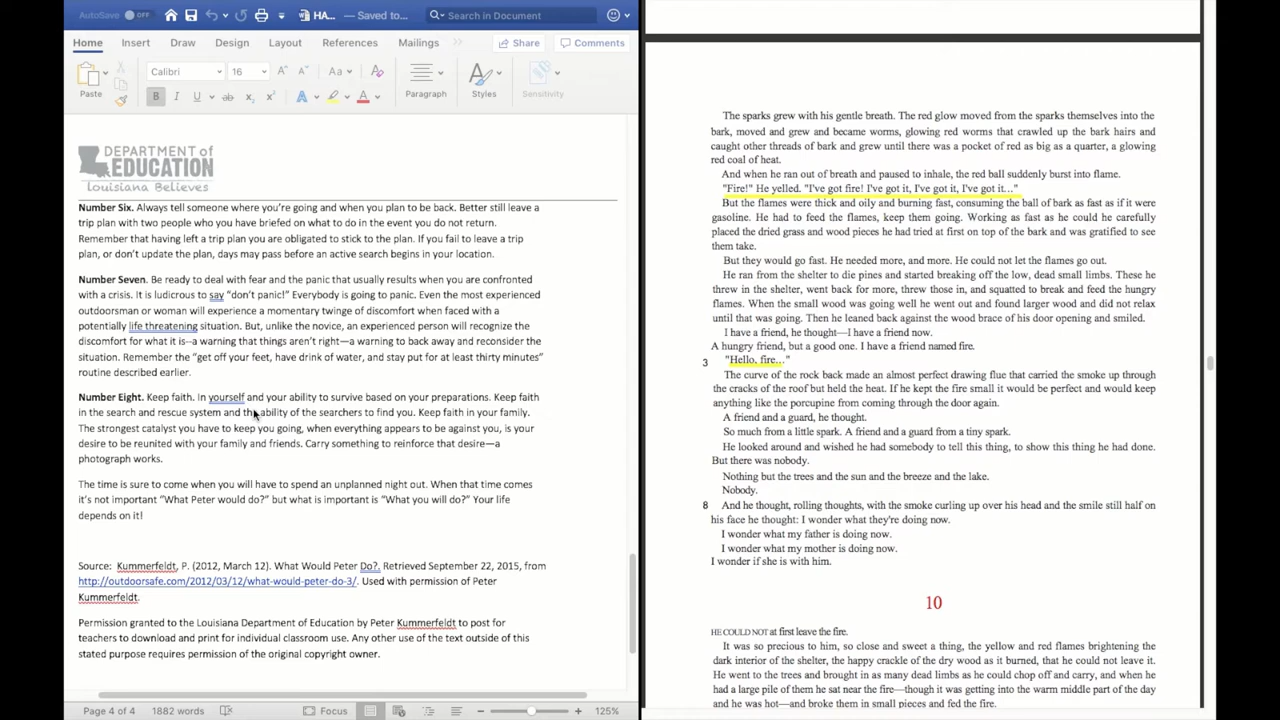 AutoSave OFF HA... — Saved to... Search in Document
Home Insert Draw Design Layout References Mailings Share Comments
Calibri 16 Aa
Paste B I U ab x₂ x² A A Paragraph Styles Sensitivity
DEPARTMENT of
EDUCATION
Louisiana Believes
Number Six. Always tell someone where you're going and when you plan to be back. Better still leave a
trip plan with two people who you have briefed on what to do in the event you do not return.
Remember that having left a trip plan you are obligated to stick to the plan. If you fail to leave a trip
plan, or don't update the plan, days may pass before an active search begins in your location.
Number Seven. Be ready to deal with fear and the panic that usually results when you are confronted
with a crisis. It is ludicrous to say "don't panic!" Everybody is going to panic. Even the most experienced
outdoorsman or woman will experience a momentary twinge of discomfort when faced with a
potentially life threatening situation. But, unlike the novice, an experienced person will recognize the
discomfort for what it is--a warning that things aren't right—a warning to back away and reconsider the
situation. Remember the "get off your feet, have drink of water, and stay put for at least thirty minutes"
routine described earlier.
Number Eight. Keep faith. In yourself and your ability to survive based on your preparations. Keep faith
in the search and rescue system and the ability of the searchers to find you. Keep faith in your family.
The strongest catalyst you have to keep you going, when everything appears to be against you, is your
desire to be reunited with your family and friends. Carry something to reinforce that desire—a
photograph works.
The time is sure to come when you will have to spend an unplanned night out. When that time comes
it's not important "What Peter would do?" but what is important is "What you will do?" Your life
depends on it!
Source: Kummerfeldt, P. (2012, March 12). What Would Peter Do?. Retrieved September 22, 2015, from
http://outdoorsafe.com/2012/03/12/what-would-peter-do-3/. Used with permission of Peter
Kummerfeldt.
Permission granted to the Louisiana Department of Education by Peter Kummerfeldt to post for
teachers to download and print for individual classroom use. Any other use of the text outside of this
stated purpose requires permission of the original copyright owner.
Page 4 of 4 1882 words Focus 125%
The sparks grew with his gentle breath. The red glow moved from the sparks themselves into the
bark, moved and grew and became worms, glowing red worms that crawled up the bark hairs and
caught other threads of bark and grew until there was a pocket of red as big as a quarter, a glowing
red coal of heat.
And when he ran out of breath and paused to inhale, the red ball suddenly burst into flame.
"Fire!" He yelled. "I've got fire! I've got it, I've got it, I've got it..."
But the flames were thick and oily and burning fast, consuming the ball of bark as fast as if it were
gasoline. He had to feed the flames, keep them going. Working as fast as he could he carefully
placed the dried grass and wood pieces he had tried at first on top of the bark and was gratified to see
them take.
But they would go fast. He needed more, and more. He could not let the flames go out.
He ran from the shelter to die pines and started breaking off the low, dead small limbs. These he
threw in the shelter, went back for more, threw those in, and squatted to break and feed the hungry
flames. When the small wood was going well he went out and found larger wood and did not relax
until that was going. Then he leaned back against the wood brace of his door opening and smiled.
I have a friend, he thought—I have a friend now.
A hungry friend, but a good one. I have a friend named fire.
3 "Hello, fire..."
The curve of the rock back made an almost perfect drawing flue that carried the smoke up through
the cracks of the roof but held the heat. If he kept the fire small it would be perfect and would keep
anything like the porcupine from coming through the door again.
A friend and a guard, he thought.
So much from a little spark. A friend and a guard from a tiny spark.
He looked around and wished he had somebody to tell this thing, to show this thing he had done.
But there was nobody.
Nothing but the trees and the sun and the breeze and the lake.
Nobody.
8 And he thought, rolling thoughts, with the smoke curling up over his head and the smile still half on
his face he thought: I wonder what they're doing now.
I wonder what my father is doing now.
I wonder what my mother is doing now.
I wonder if she is with him.
10
HE COULD NOT at first leave the fire.
It was so precious to him, so close and sweet a thing, the yellow and red flames brightening the
dark interior of the shelter, the happy crackle of the dry wood as it burned, that he could not leave it.
He went to the trees and brought in as many dead limbs as he could chop off and carry, and when he
had a large pile of them he sat near the fire—though it was getting into the warm middle part of the day
and he was hot—and broke them in small pieces and fed the fire.